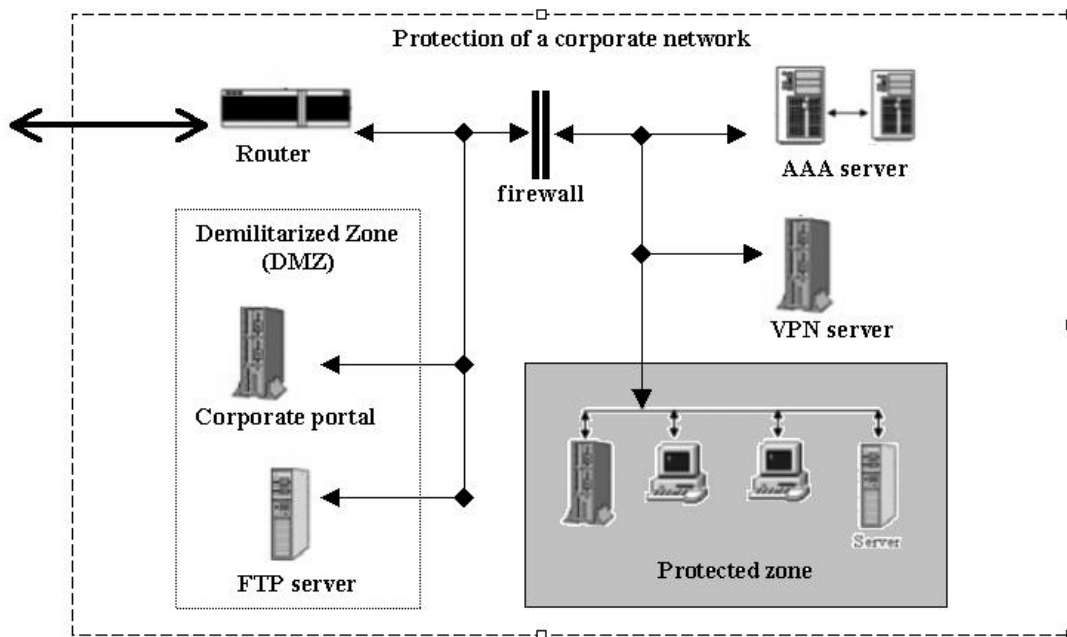 Protection of a corporate network
Router
firewall
AAA server
Demilitarized Zone
(DMZ)
VPN server
Corporate portal
Server
Protected zone
FTP server